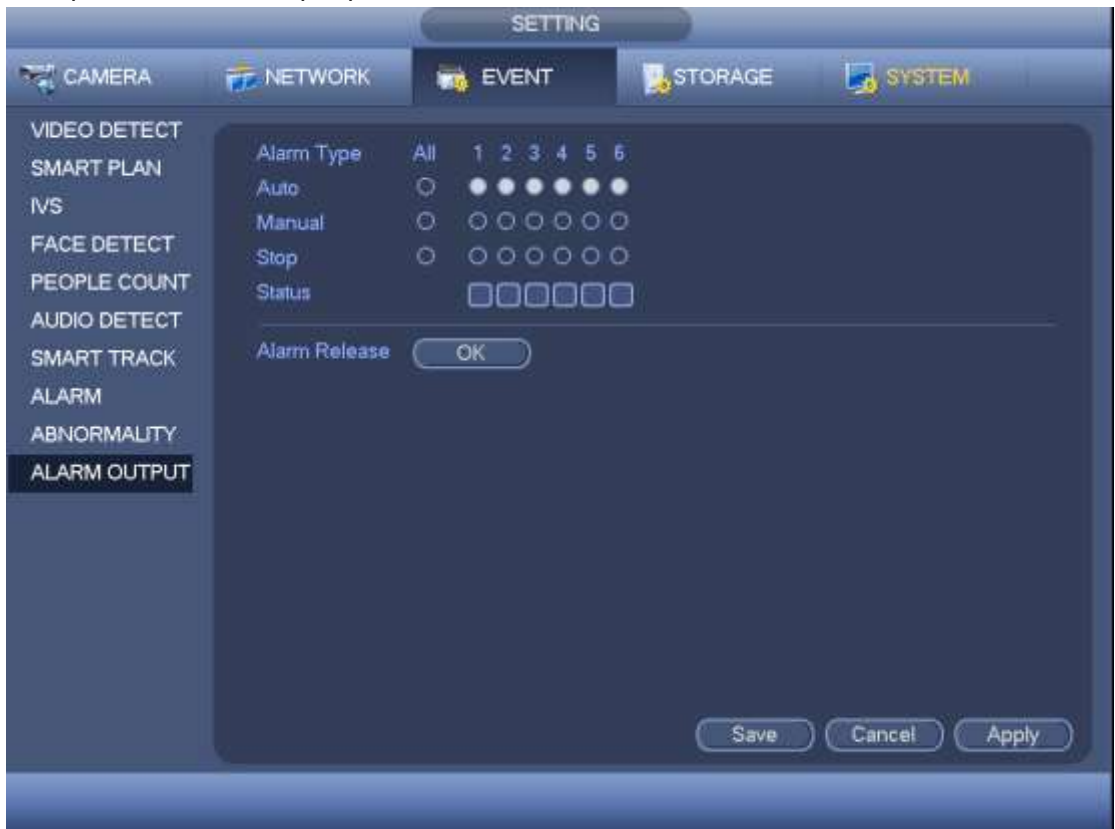 SETTING
CAMERA NETWORK EVENT STORAGE SYSTEM
VIDEO DETECT
SMART PLAN
IVS
FACE DETECT
PEOPLE COUNT
AUDIO DETECT
SMART TRACK
ALARM
ABNORMALITY
ALARM OUTPUT
Alarm Type All 1 2 3 4 5 6
Auto
Manual
Stop
Status
Alarm Release OK
Save Cancel Apply